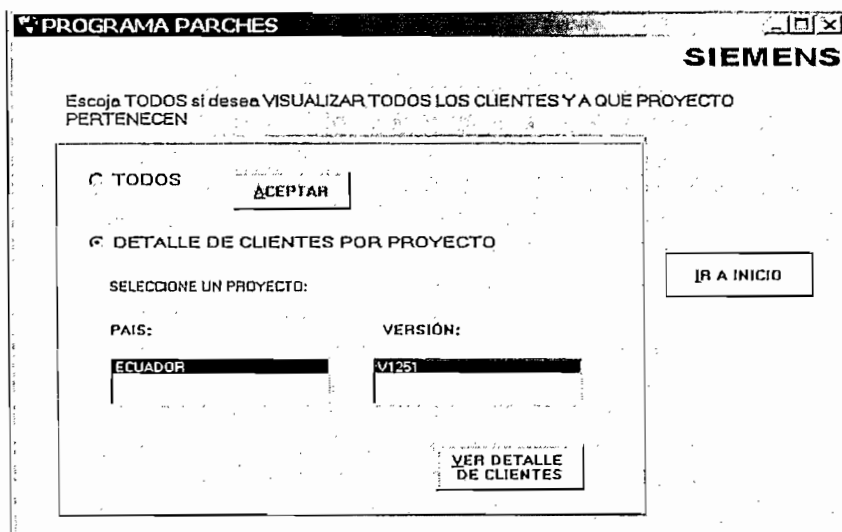 PROGRAMA PARCHES
SIEMENS
Escoja TODOS si desea VISUALIZAR TODOS LOS CLIENTES Y A QUE PROYECTO
PERTENECEN
TODOS
ACEPTAR
DETALLE DE CLIENTES POR PROYECTO
IR A INICIO
SELECCIONE UN PROYECTO:
PAIS:
VERSIÓN:
ECUADOR
V1251
VER DETALLE
DE CLIENTES